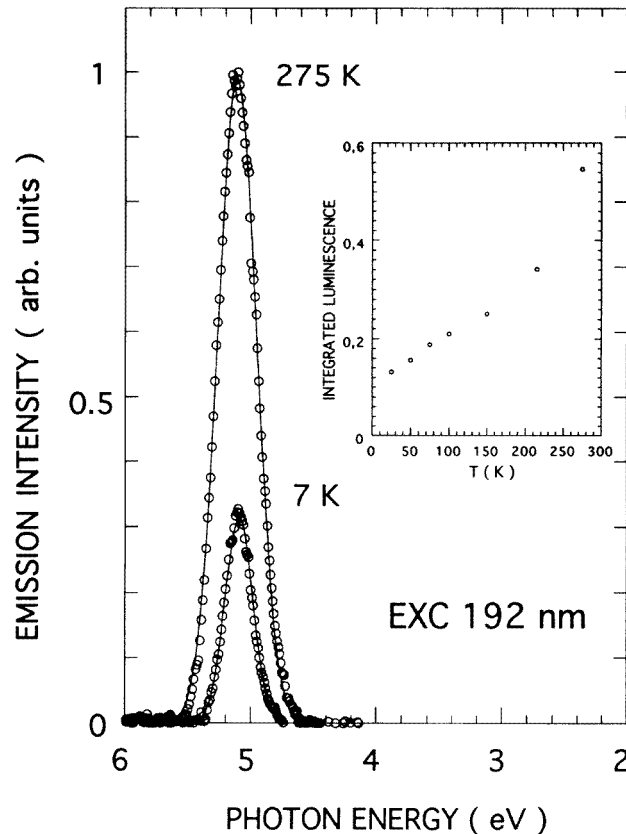 EMISSION INTENSITY ( arb. units )
1
0.5
0
275 K
7 K
EXC 192 nm
6 5 4 3 2
PHOTON ENERGY ( eV )
INTEGRATED LUMINESCENCE
0,6
0,4
0,2
0
0 50 100 150 200 250 300
T ( K )